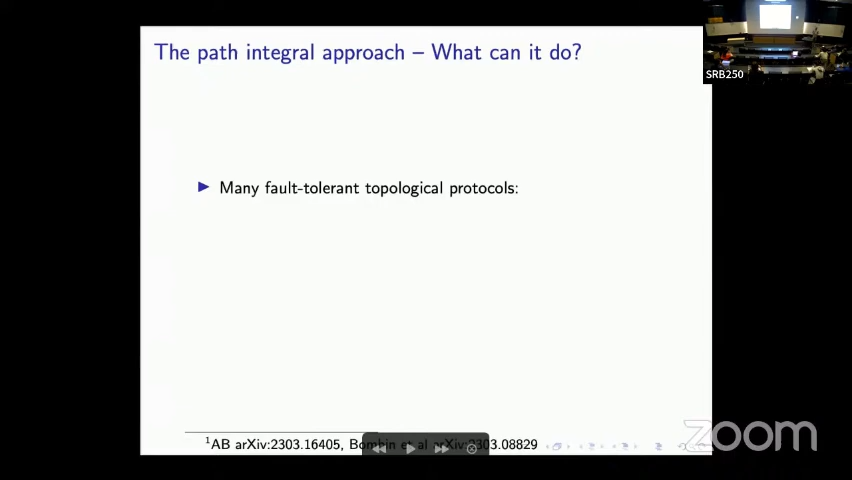 The path integral approach – What can it do?
SRB250
▶ Many fault-tolerant topological protocols:
¹AB arXiv:2303.16405, Bombin et al arXiv:2303.08829
zoom